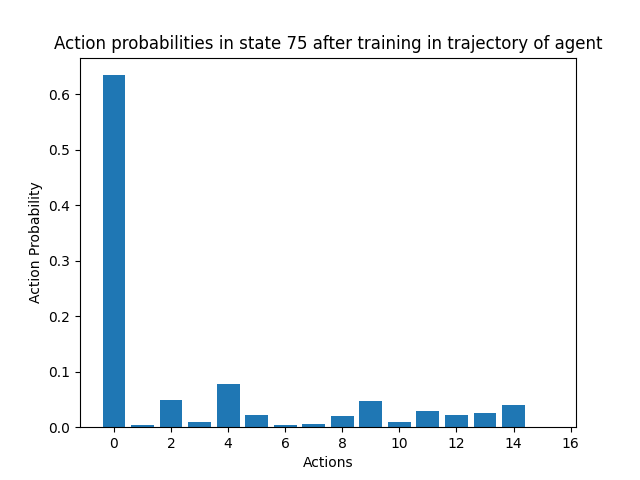 Action probabilities in state 75 after training in trajectory of agent
0.6
0.5
0.4
0.3
0.2
0.1
0.0
Action Probability
0 2 4 6 8 10 12 14 16
Actions